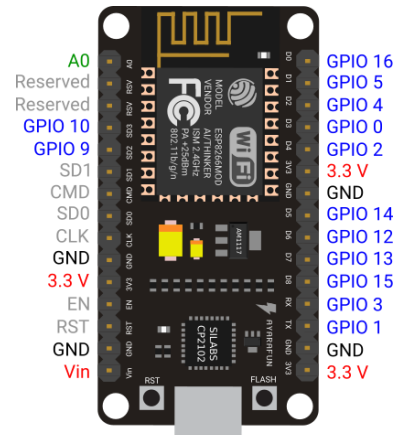 A0
Reserved
Reserved
GPIO 10
GPIO 9
SD1
CMD
SD0
CLK
GND
3.3 V
EN
RST
GND
Vin
A0
RSV
RSV
SD3
SD2
SD1
CMD
SD0
CLK
GND
3V3
EN
RST
GND
Vin
MODEL
VENDOR
ESP8266MOD
AI/THINKER
ISM 2.4GHz
PA +25dBm
802.11b/g/n
FC
Wi Fi
AM1117
SILABS
CP2102
AYARAFUN
RST
FLASH
D0
D1
D2
D3
D4
3V3
GND
D5
D6
D7
D8
RX
TX
GND
3V3
GPIO 16
GPIO 5
GPIO 4
GPIO 0
GPIO 2
3.3 V
GND
GPIO 14
GPIO 12
GPIO 13
GPIO 15
GPIO 3
GPIO 1
GND
3.3 V